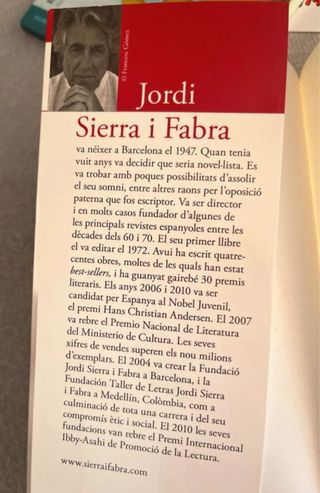 © Francesc Gómez
Jordi
Sierra i Fabra
va néixer a Barcelona el 1947. Quan tenia
vuit anys va decidir que seria novel·lista. Es
va trobar amb poques possibilitats d'assolir
el seu somni, entre altres raons per l'oposició
paterna que fos escriptor. Va ser director
i en molts casos fundador d'algunes de
les principals revistes espanyoles entre les
dècades dels 60 i 70. El seu primer llibre
el va editar el 1972. Avui ha escrit quatre-
centes obres, moltes de les quals han estat
best-sellers, i ha guanyat gairebé 30 premis
literaris. Els anys 2006 i 2010 va ser
candidat per Espanya al Nobel Juvenil,
el premi Hans Christian Andersen. El 2007
va rebre el Premio Nacional de Literatura
del Ministerio de Cultura. Les seves
xifres de vendes superen els nou milions
d'exemplars. El 2004 va crear la Fundació
Jordi Sierra i Fabra a Barcelona, i la
Fundación Taller de Letras Jordi Sierra
i Fabra a Medellín, Colòmbia, com a
culminació de tota una carrera i del seu
compromís ètic i social. El 2010 les seves
fundacions van rebre el Premi Internacional
Ibby-Asahi de Promoció de la Lectura.
www.sierraifabra.com